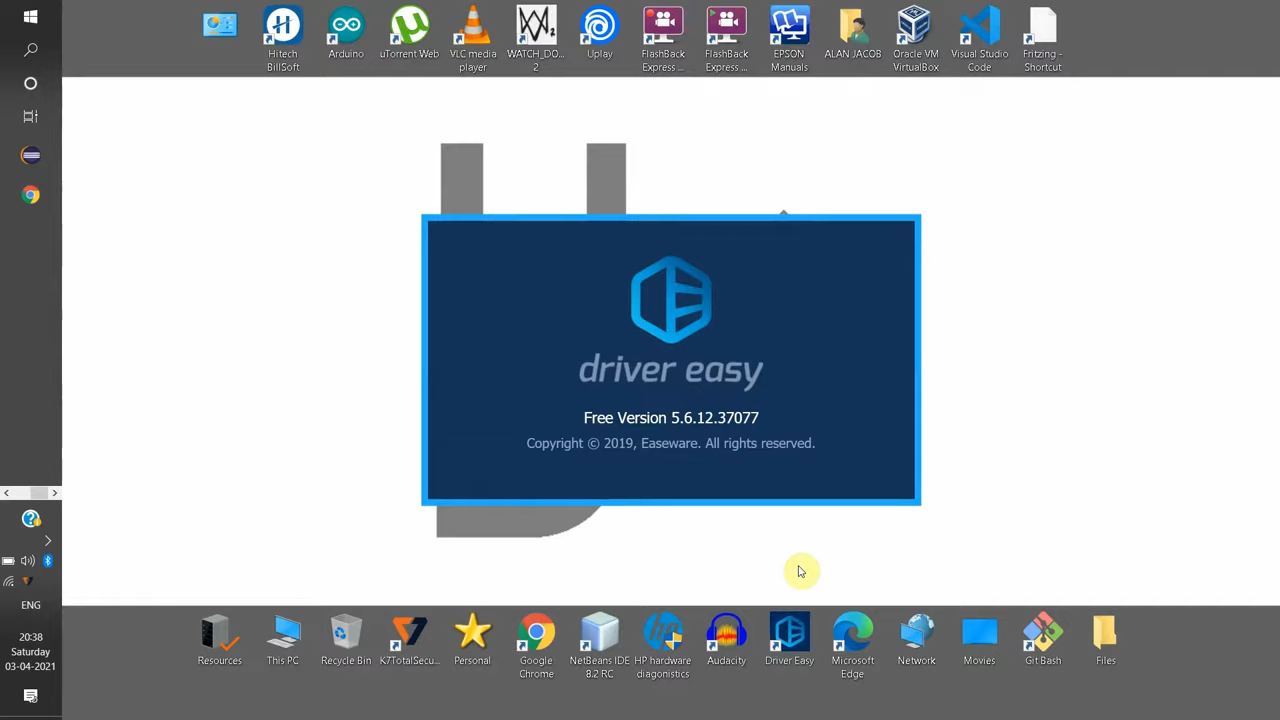 Hitech
BillSoft
Arduino
uTorrent Web
VLC media
player
WATCH_DO...
2
Uplay
FlashBack
Express ...
FlashBack
Express ...
EPSON
Manuals
ALAN JACOB
Oracle VM
VirtualBox
Visual Studio
Code
Fritzing -
Shortcut
driver easy
Free Version 5.6.12.37077
Copyright © 2019, Easeware. All rights reserved.
ENG
20:38
Saturday
03-04-2021
Resources
This PC
Recycle Bin
K7TotalSecu...
Personal
Google
Chrome
NetBeans IDE
8.2 RC
HP hardware
diagonistics
Audacity
Driver Easy
Microsoft
Edge
Network
Movies
Git Bash
Files